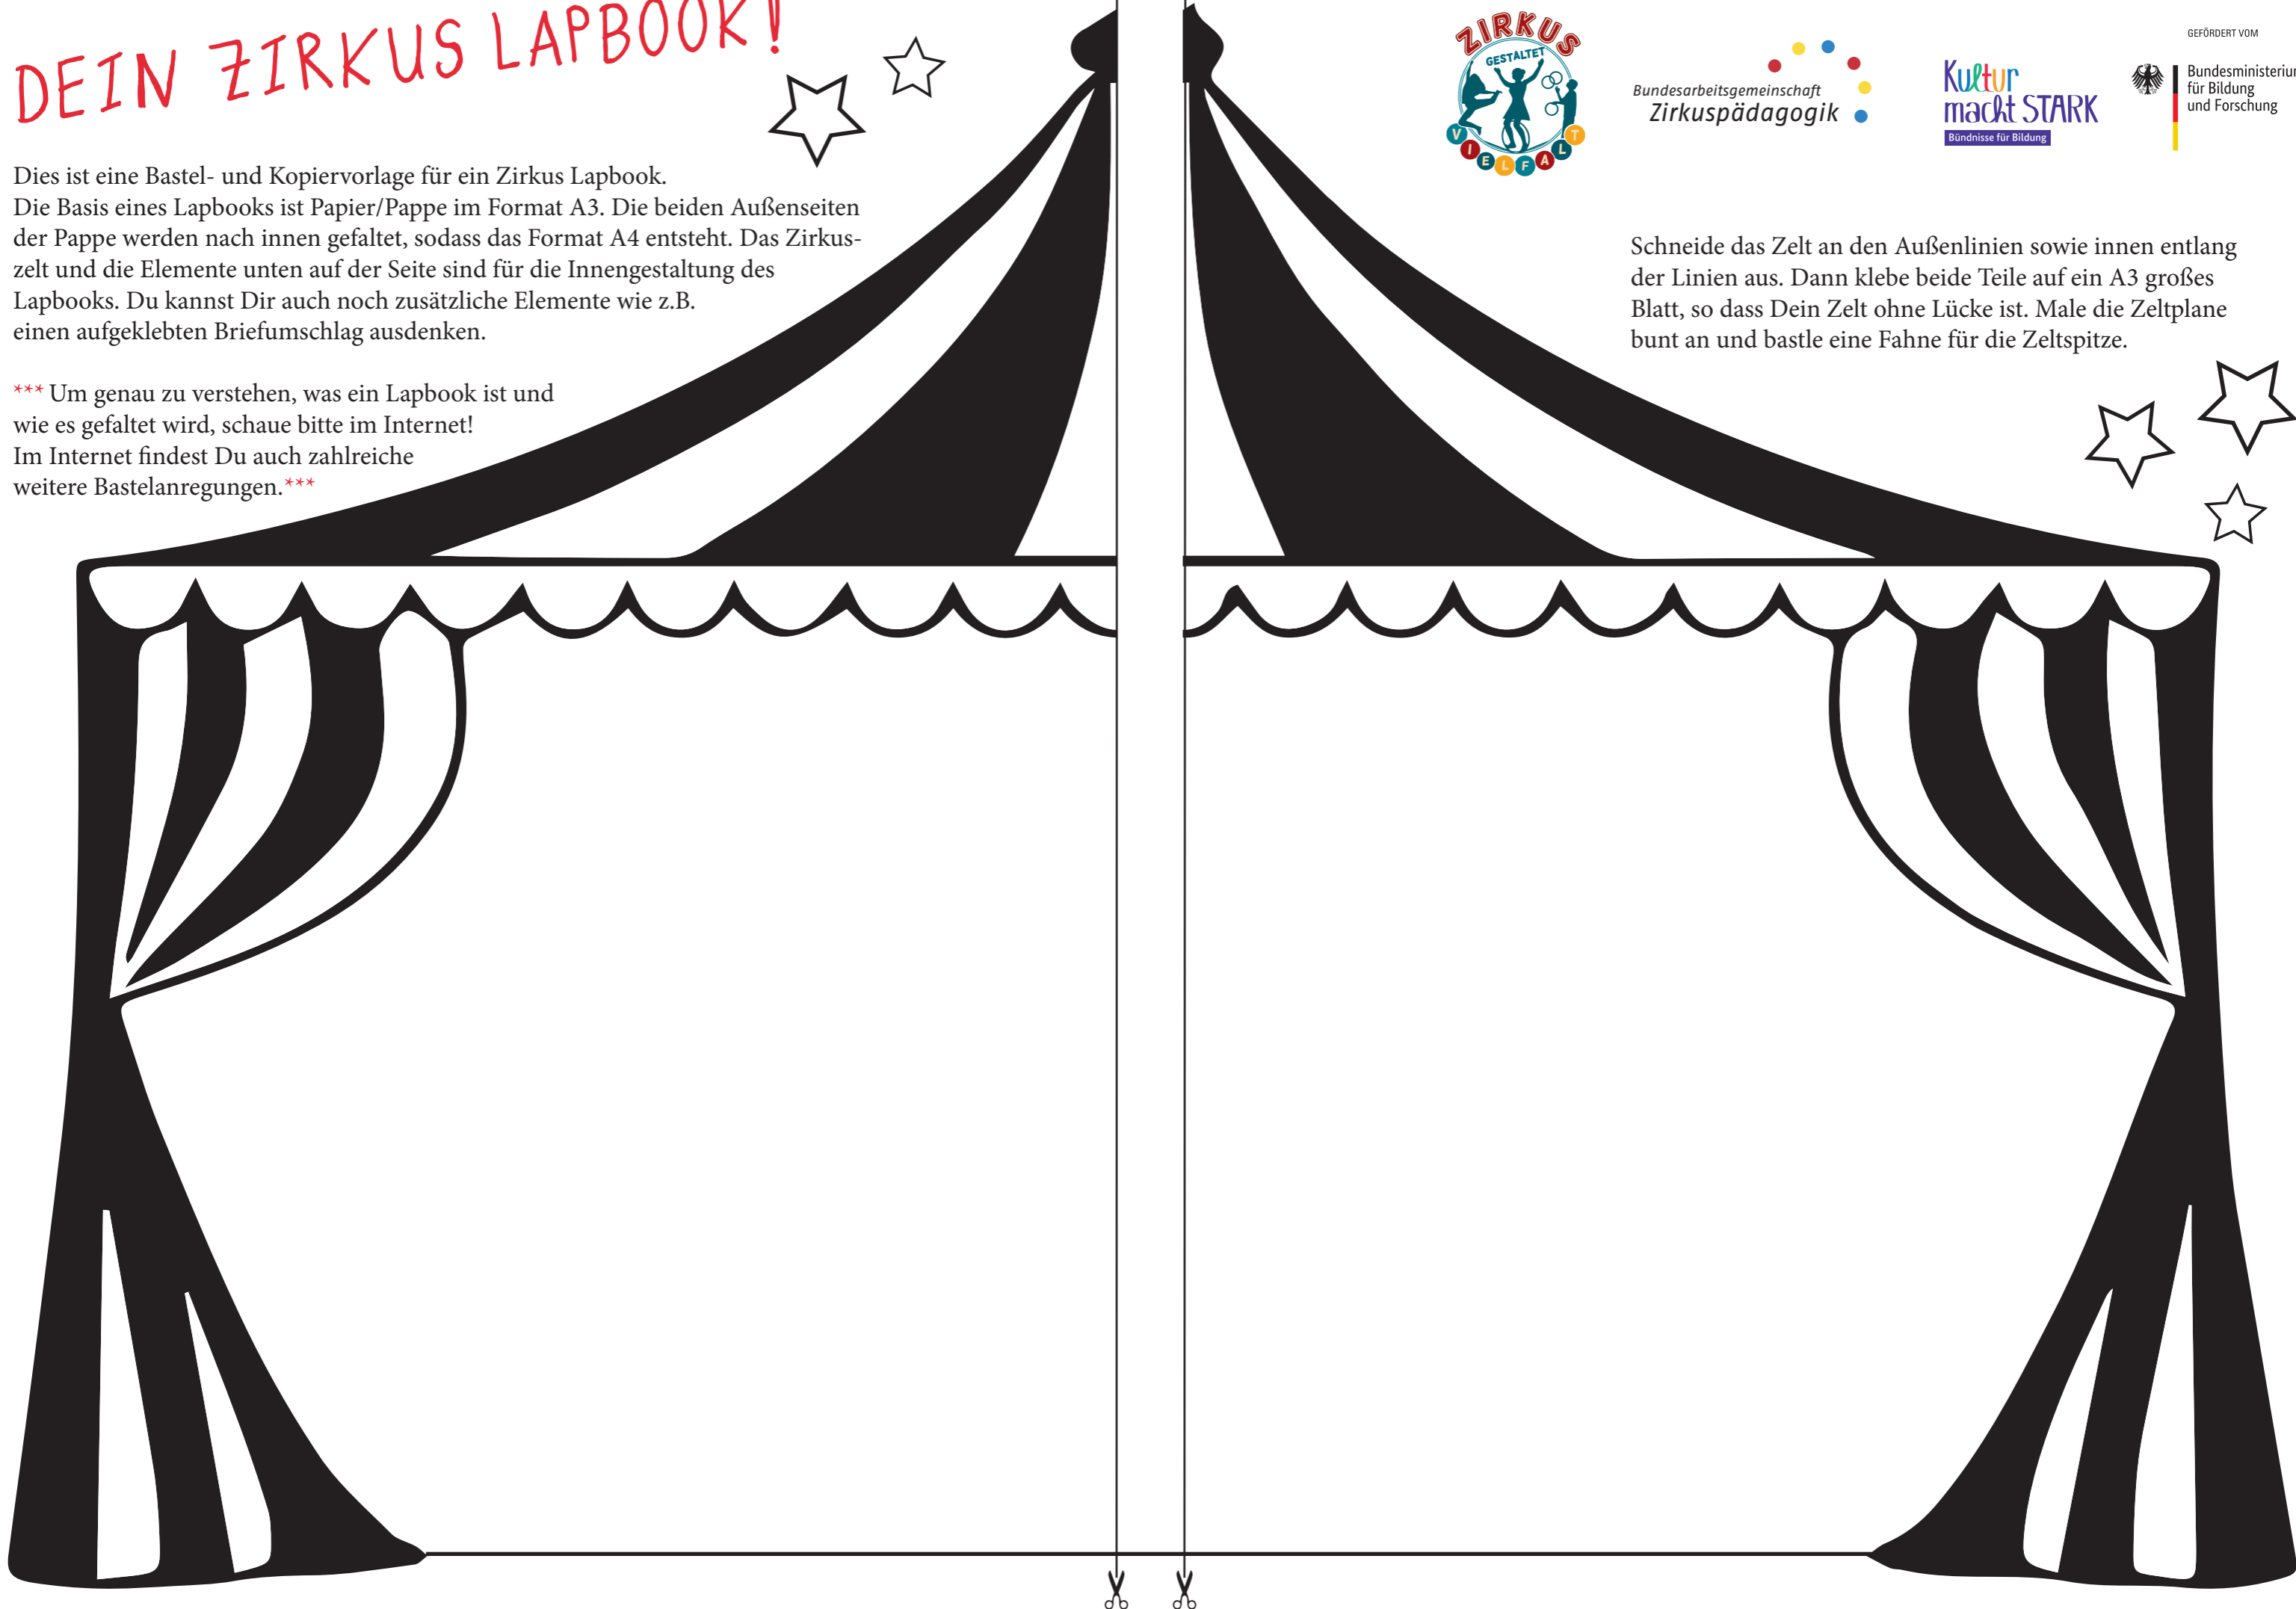 DEIN ZIRKUS LAPBOOK!
Dies ist eine Bastel- und Kopiervorlage für ein Zirkus Lapbook.
Die Basis eines Lapbooks ist Papier/Pappe im Format A3. Die beiden Außenseiten
der Pappe werden nach innen gefaltet, sodass das Format A4 entsteht. Das Zirkus-
zelt und die Elemente unten auf der Seite sind für die Innengestaltung des
Lapbooks. Du kannst Dir auch noch zusätzliche Elemente wie z.B.
einen aufgeklebten Briefumschlag ausdenken.
*** Um genau zu verstehen, was ein Lapbook ist und
wie es gefaltet wird, schaue bitte im Internet!
Im Internet findest Du auch zahlreiche
weitere Bastelanregungen.***
ZIRKUS
GESTALTET
VIELFALT
Bundesarbeitsgemeinschaft
Zirkuspädagogik
Kultur
macht STARK
Bündnisse für Bildung
GEFÖRDERT VOM
Bundesministerium
für Bildung
und Forschung
Schneide das Zelt an den Außenlinien sowie innen entlang
der Linien aus. Dann klebe beide Teile auf ein A3 großes
Blatt, so dass Dein Zelt ohne Lücke ist. Male die Zeltplane
bunt an und bastle eine Fahne für die Zeltspitze.